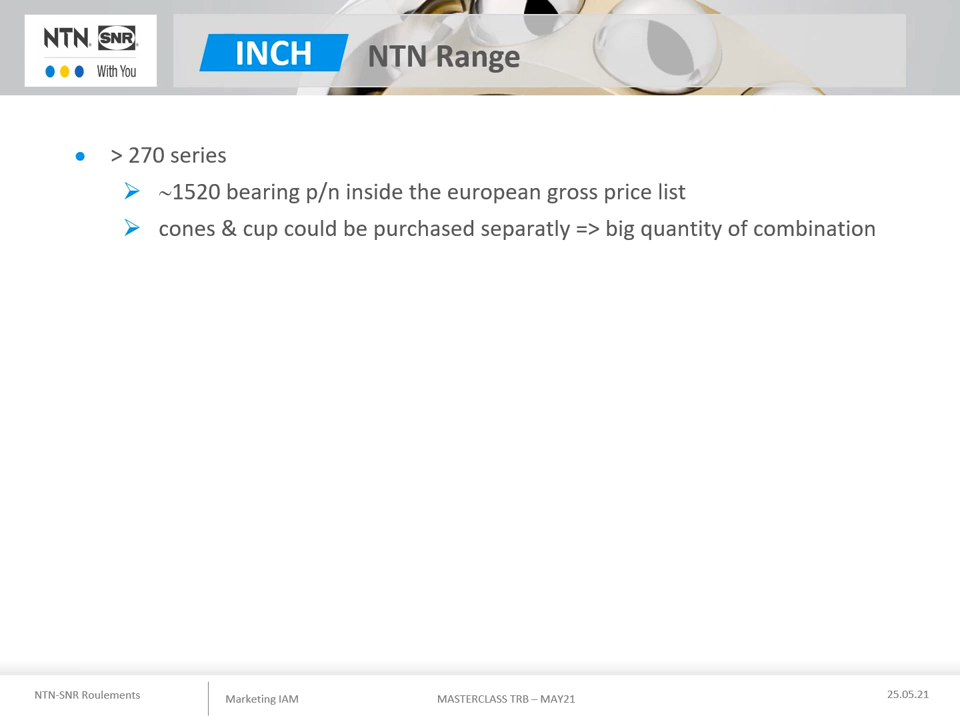 NTN SNR
With You
INCH
NTN Range
> 270 series
~1520 bearing p/n inside the european gross price list
cones & cup could be purchased separatly => big quantity of combination
NTN-SNR Roulements
Marketing IAM
MASTERCLASS TRB – MAY21
25.05.21